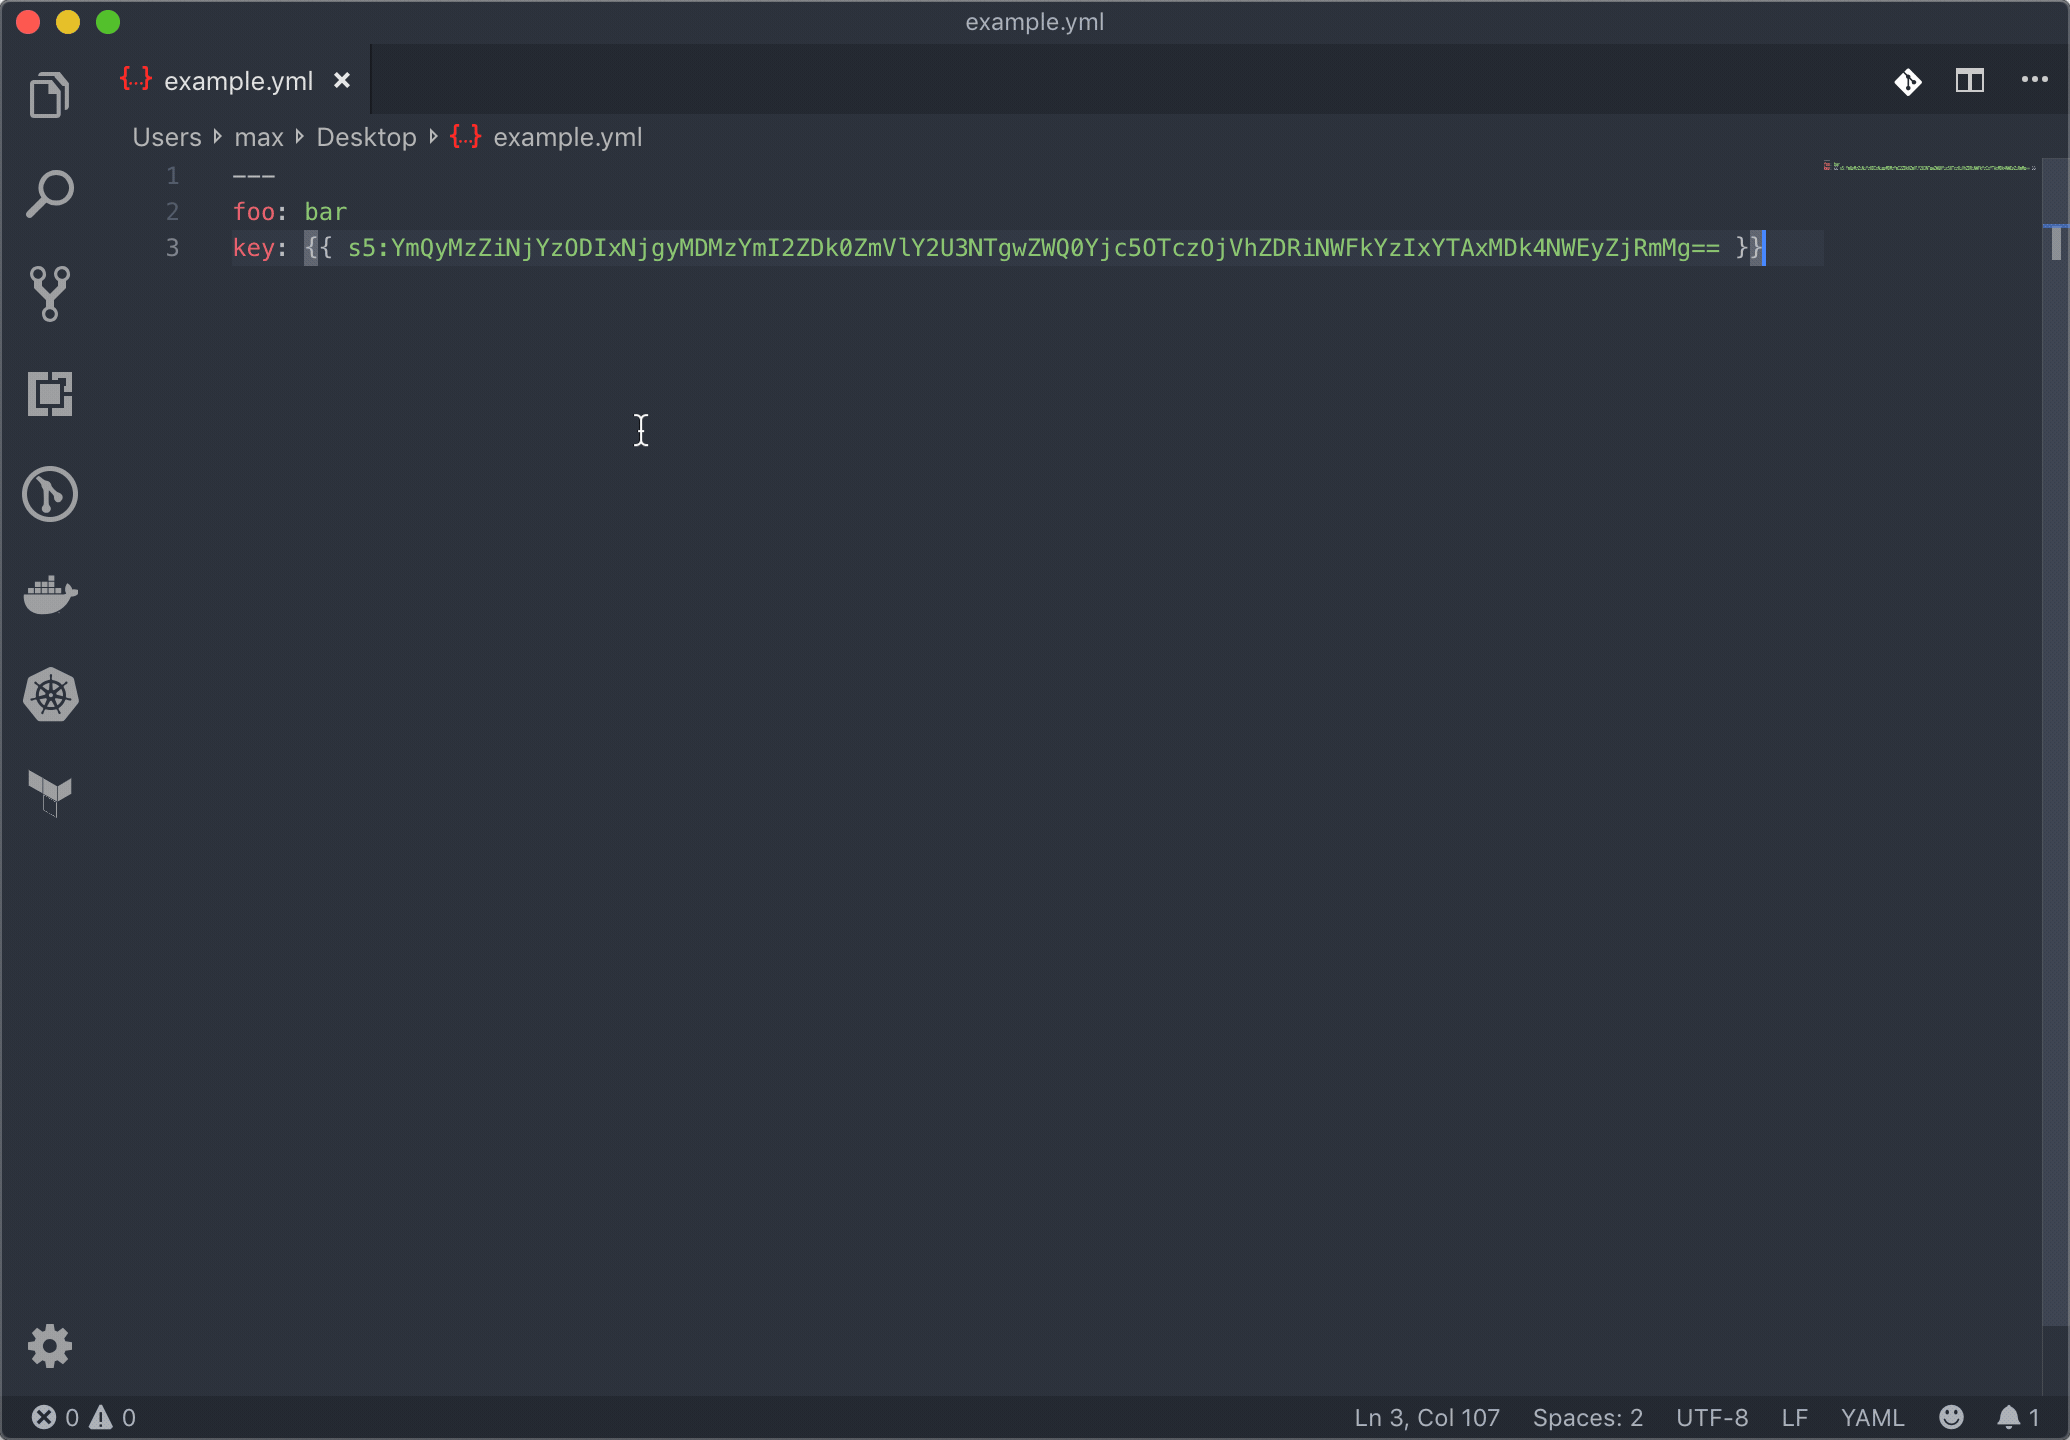 example.yml
{...} example.yml ×
Users ▸ max ▸ Desktop ▸ {...} example.yml
1 ---
2 foo: bar
3 key: {{ s5:YmQyMzZiNjYzODIxNjgyMDMzYmI2ZDk0ZmVlY2U3NTgwZWQ0Yjc5OTczOjVhZDRiNWFkYzIxYTAxMDk4NWEyZjRmMg== }}
0 0 Ln 3, Col 107 Spaces: 2 UTF-8 LF YAML 1